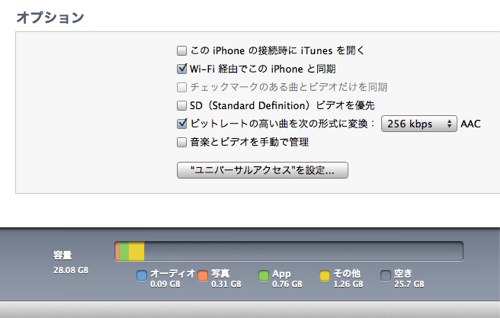 オプション
この iPhone の接続時に iTunes を開く
Wi-Fi 経由でこの iPhone と同期
チェックマークのある曲とビデオだけを同期
SD（Standard Definition）ビデオを優先
ビットレートの高い曲を次の形式に変換： 256 kbps AAC
音楽とビデオを手動で管理
“ユニバーサルアクセス”を設定...
容量
28.08 GB
オーディオ 写真 App その他 空き
0.09 GB 0.31 GB 0.76 GB 1.26 GB 25.7 GB